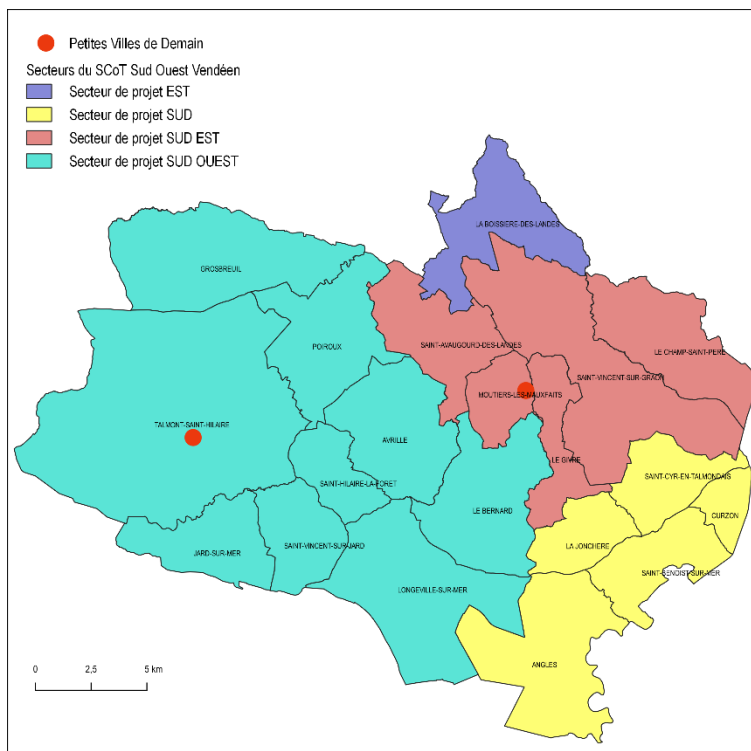 Petites Villes de Demain
Secteurs du SCoT Sud Ouest Vendéen
Secteur de projet EST
Secteur de projet SUD
Secteur de projet SUD EST
Secteur de projet SUD OUEST
LA BOISSIERE-DES-LANDES
GROSBREUIL
POIROUX
SAINT-AVAUGOURD-DES-LANDES
LE CHAMP-SAINT-PERE
SAINT-VINCENT-SUR-GRAON
MOUTIERS-LES-MAUXFAITS
TALMONT-SAINT-HILAIRE
AVRILLE
LE GIVRE
SAINT-CYR-EN-TALMONDAIS
SAINT-HILAIRE-LA-FORET
LE BERNARD
CURZON
JARD-SUR-MER
SAINT-VINCENT-SUR-JARD
LA JONCHERE
SAINT-BENOIST-SUR-MER
LONGEVILLE-SUR-MER
ANGLES
0 2,5 5 km